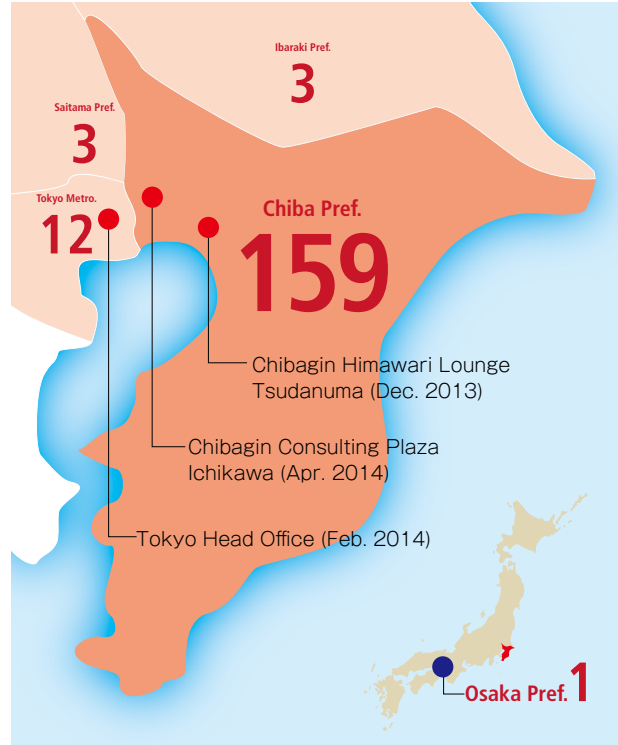 Ibaraki Pref.
3
Saitama Pref.
3
Tokyo Metro.
12
Chiba Pref.
159
Chibagin Himawari Lounge
Tsudanuma (Dec. 2013)
Chibagin Consulting Plaza
Ichikawa (Apr. 2014)
Tokyo Head Office (Feb. 2014)
Osaka Pref. 1